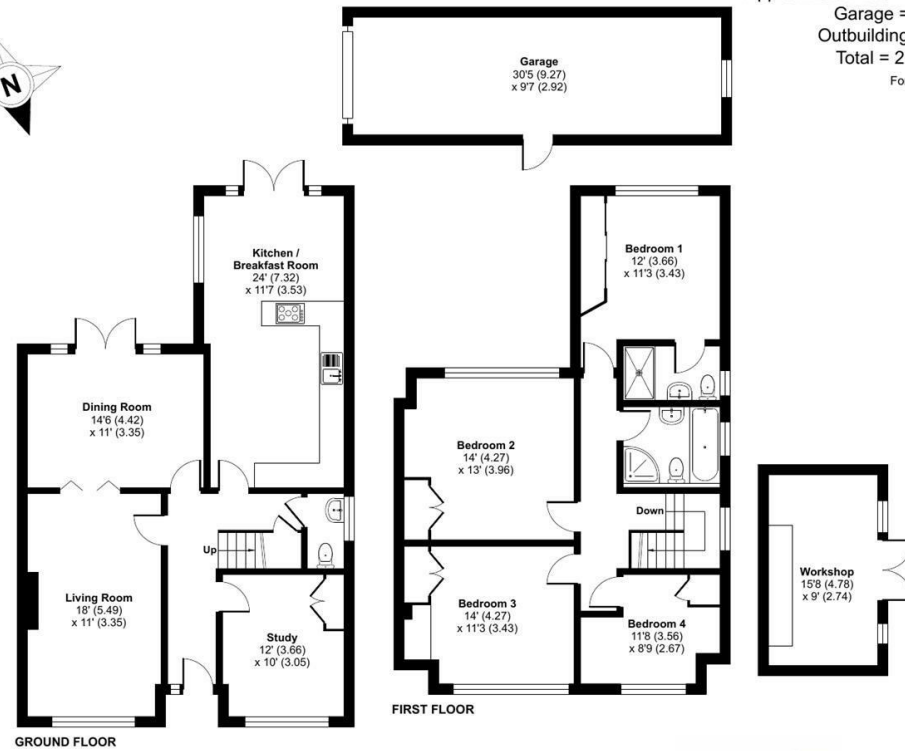 Garage =
Outbuilding
Total = 2
Fo
N
Garage
30'5 (9.27)
x 9'7 (2.92)
Kitchen /
Breakfast Room
24' (7.32)
x 11'7 (3.53)
Dining Room
14'6 (4.42)
x 11' (3.35)
Living Room
18' (5.49)
x 11' (3.35)
Up
Study
12' (3.66)
x 10' (3.05)
GROUND FLOOR
Bedroom 1
12' (3.66)
x 11'3 (3.43)
Bedroom 2
14' (4.27)
x 13' (3.96)
Down
Bedroom 3
14' (4.27)
x 11'3 (3.43)
Bedroom 4
11'8 (3.56)
x 8'9 (2.67)
FIRST FLOOR
Workshop
15'8 (4.78)
x 9' (2.74)